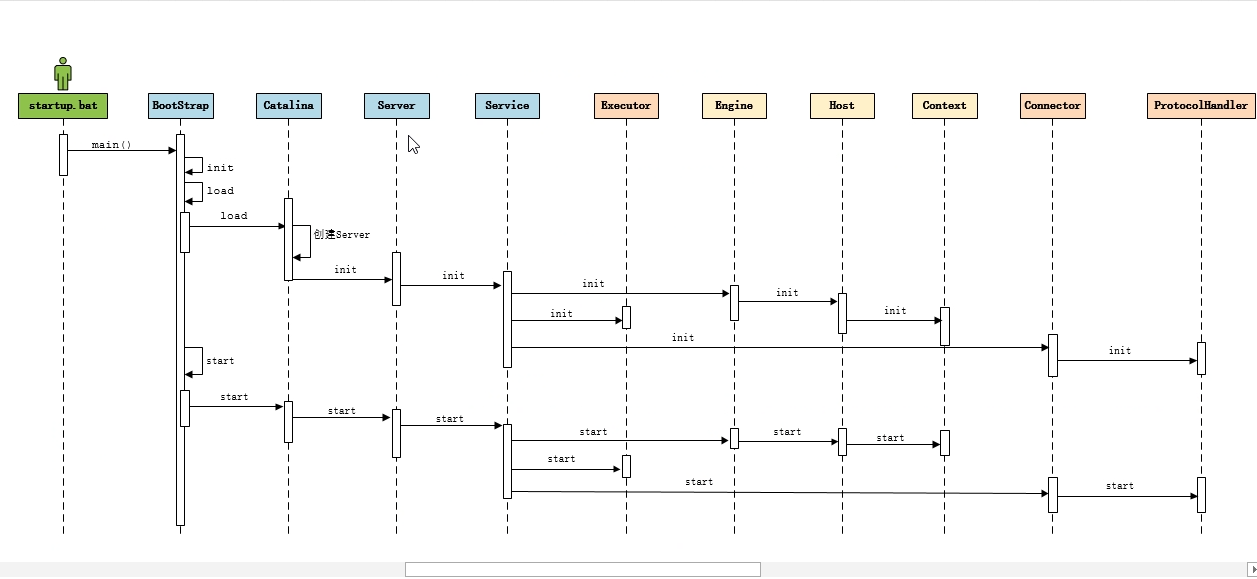 startup.bat
BootStrap
Catalina
Server
Service
Executor
Engine
Host
Context
Connector
ProtocolHandler
main()
init
load
load
创建Server
init
init
init
init
init
init
init
init
start
start
start
start
start
start
start
start
start
start